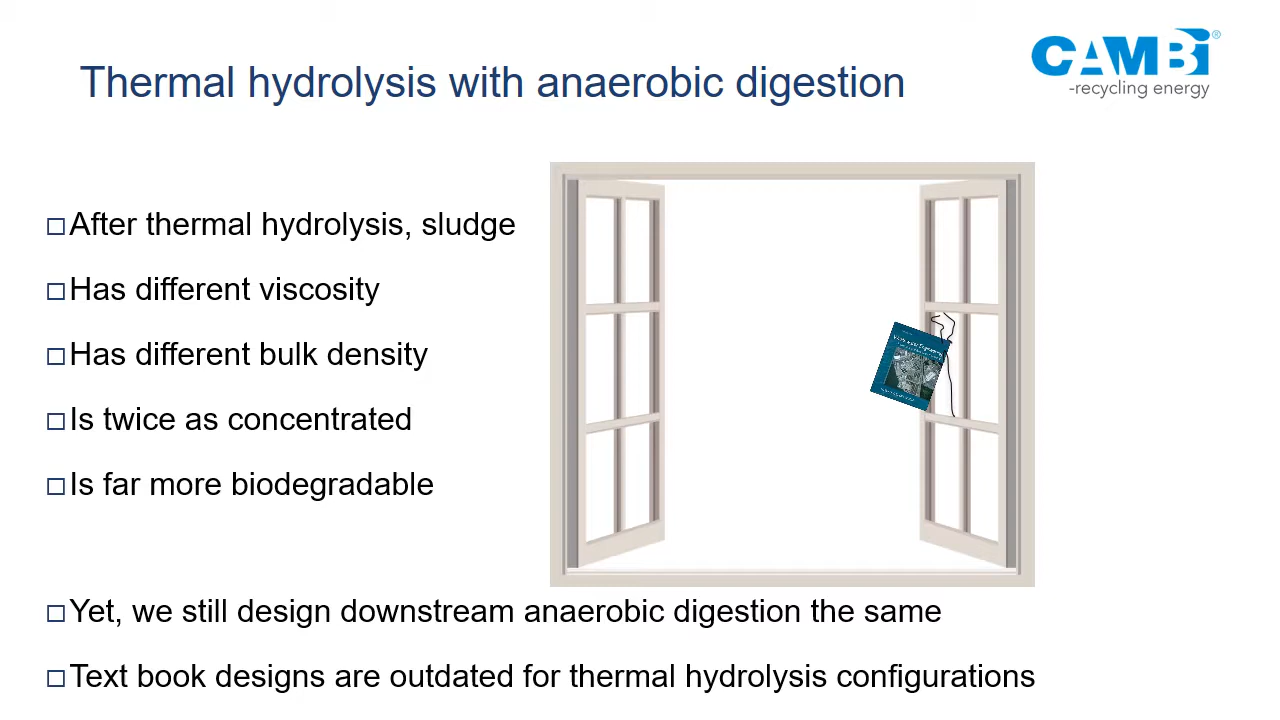 Thermal hydrolysis with anaerobic digestion
CAMBI®
-recycling energy
After thermal hydrolysis, sludge
Has different viscosity
Has different bulk density
Is twice as concentrated
Is far more biodegradable
Yet, we still design downstream anaerobic digestion the same
Text book designs are outdated for thermal hydrolysis configurations